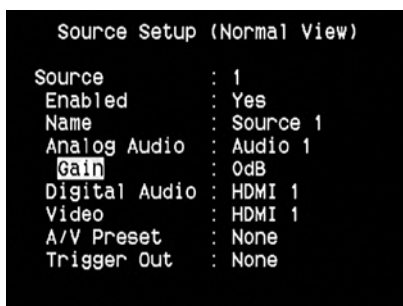 Source Setup (Normal View)
Source : 1
Enabled : Yes
Name : Source 1
Analog Audio : Audio 1
Gain : 0dB
Digital Audio : HDMI 1
Video : HDMI 1
A/V Preset : None
Trigger Out : None